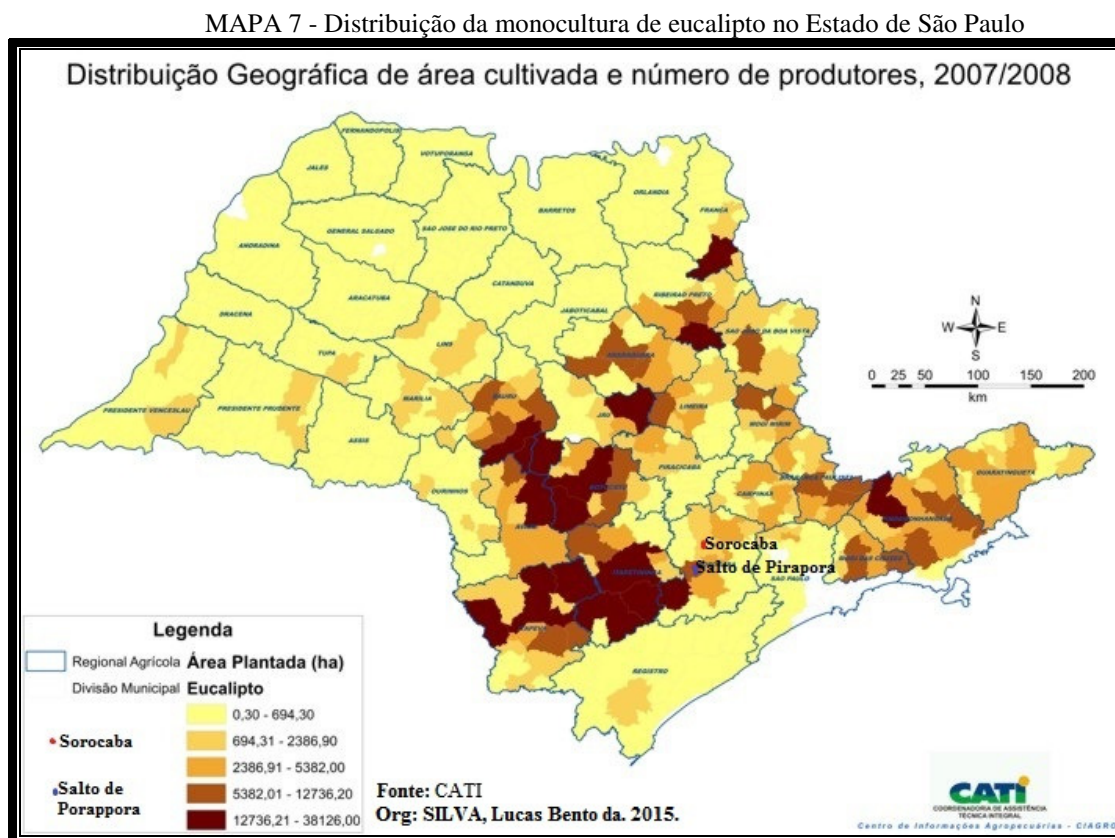 MAPA 7 - Distribuição da monocultura de eucalipto no Estado de São Paulo
Distribuição Geográfica de área cultivada e número de produtores, 2007/2008
FERNANDOPOLIS
JALES
VOTUPORANGA
ORLANDIA
BARRETOS
FRANCA
GENERAL SALGADO
SAO JOSE DO RIO PRETO
ANDRADINA
CATANDUVA
RIBEIRAO PRETO
ARACATUBA
JABOTICABAL
DRACENA
SAO JOAO DA BOA VISTA
LINS
TUPA
PRESIDENTE VENCESLAU
PRESIDENTE PRUDENTE
MARILIA
BAURU
JAU
LIMEIRA
MOGI MIRIM
ASSIS
PIRACICABA
OURINHOS
CAMPINAS
GUARATINGUETA
N
W E
S
0 25 50 100 150 200
km
Sorocaba
Salto de Pirapora
SAO PAULO
MOGI DAS CRUZES
REGISTRO
Legenda
Regional Agrícola Área Plantada (ha)
Divisão Municipal Eucalipto
0,30 - 694,30
694,31 - 2386,90
Sorocaba
2386,91 - 5382,00
Salto de
Porappora
5382,01 - 12736,20
12736,21 - 38126,00
Fonte: CATI
Org: SILVA, Lucas Bento da. 2015.
CATI
COORDENADORIA DE ASSISTÊNCIA
TÉCNICA INTEGRAL
Centro de Informações Agropecuárias - CIAGRO